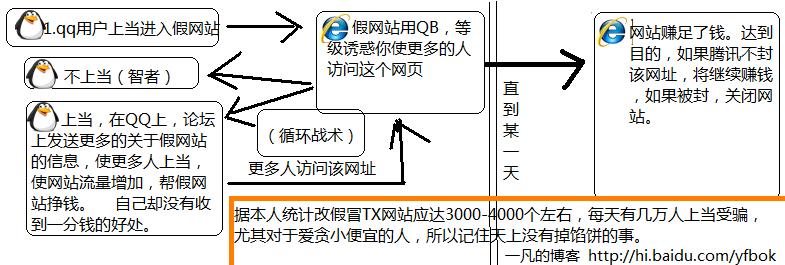 1.qq用户上当进入假网站
不上当（智者）
上当，在QQ上，论坛
上发送更多的关于假网站
的信息，使更多人上当，
使网站流量增加，帮假网
站挣钱。 自己却没有收
到一分钱的好处。
假网站用QB，等
级诱惑你使更多的人
访问这个网页
（循环战术）
更多人访问该网址
直
到
某
一
天
网站赚足了钱。达到
目的，如果腾讯不封
该网址，将继续赚钱
，如果被封，关闭网
站。
据本人统计改假冒TX网站应达3000-4000个左右，每天有几万人上当受骗，
尤其对于爱贪小便宜的人，所以记住天上没有掉馅饼的事。
一凡的博客 http://hi.baidu.com/yfbok